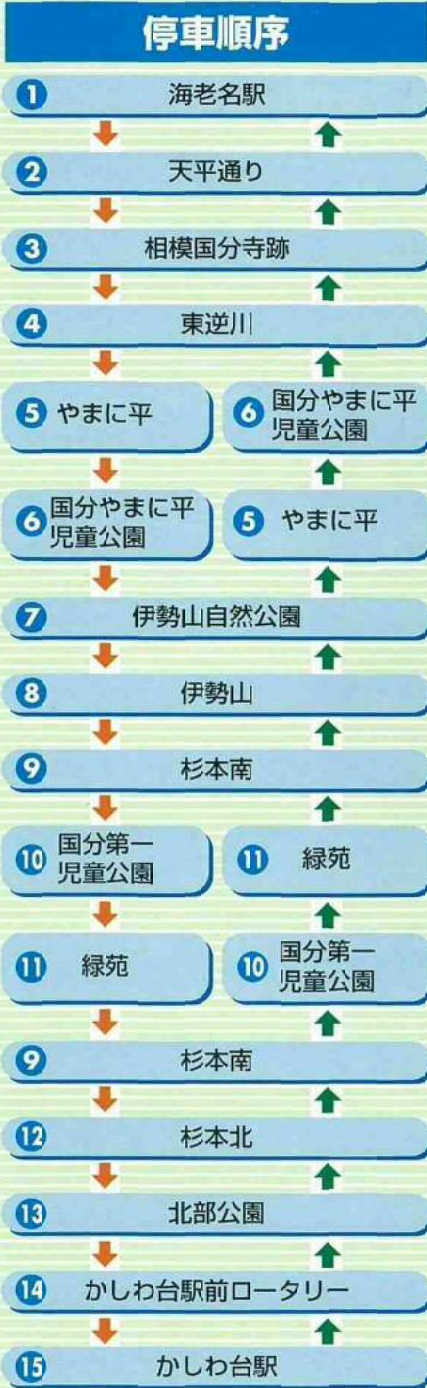 停車順序
1 海老名駅
2 天平通り
3 相模国分寺跡
4 東逆川
5 やまに平
6 国分やまに平
児童公園
6 国分やまに平
児童公園
5 やまに平
7 伊勢山自然公園
8 伊勢山
9 杉本南
10 国分第一
児童公園
11 緑苑
11 緑苑
10 国分第一
児童公園
9 杉本南
12 杉本北
13 北部公園
14 かしわ台駅前ロータリー
15 かしわ台駅